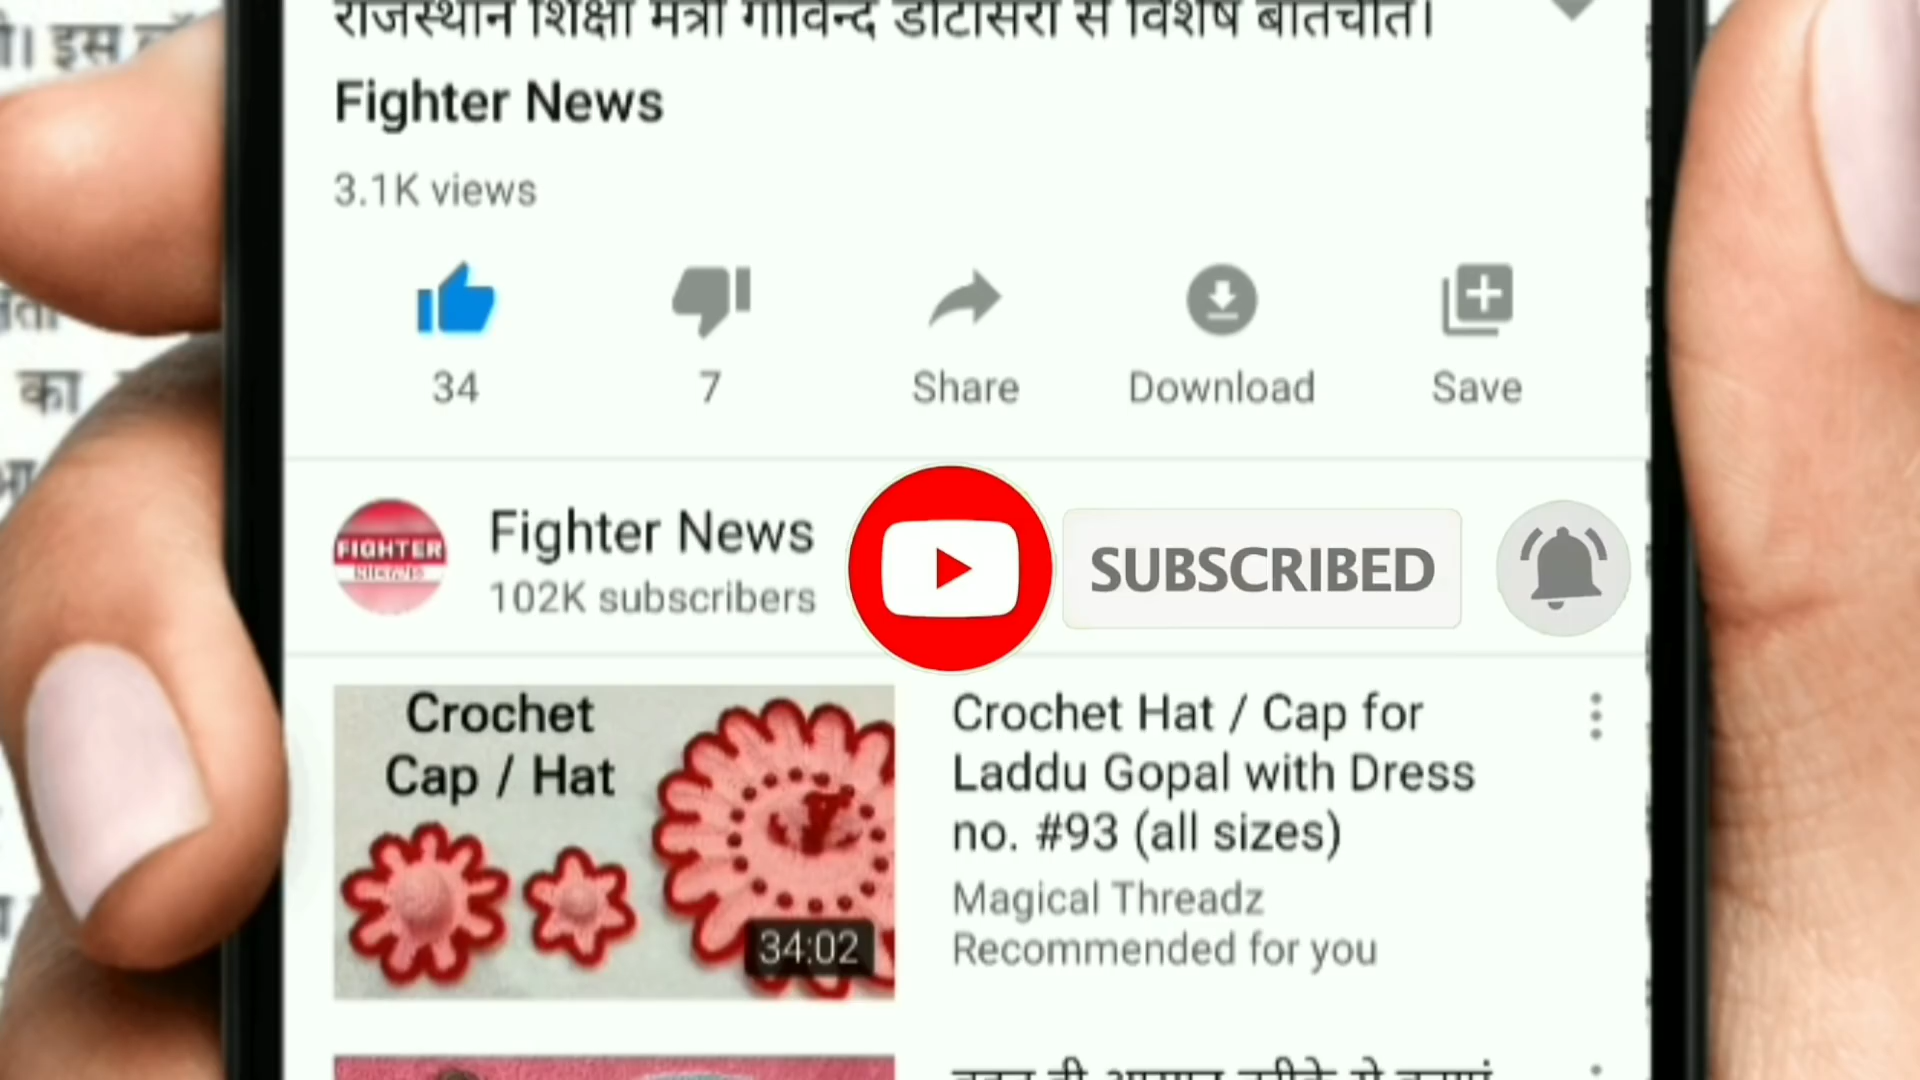 राजस्थान शिक्षा मंत्री गोविन्द डोटासरा से विशेष बातचीत।
Fighter News
3.1K views
34
7
Share
Download
Save
FIGHTER
Fighter News
102K subscribers
SUBSCRIBED
Crochet
Cap / Hat
34:02
Crochet Hat / Cap for
Laddu Gopal with Dress
no. #93 (all sizes)
Magical Threadz
Recommended for you
इस
का